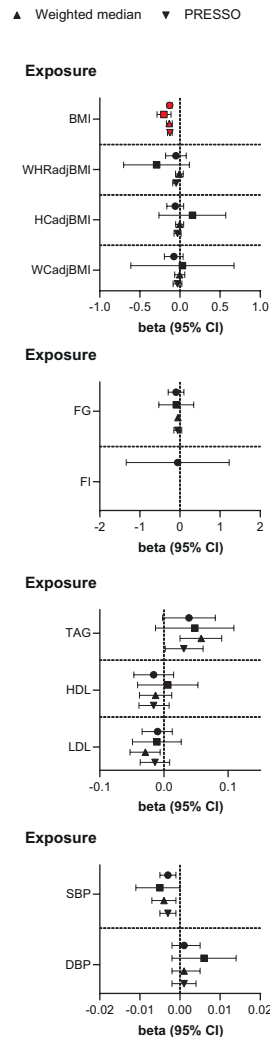 ▲ Weighted median ▼ PRESSO
Exposure
BMI
WHRadjBMI
HCadjBMI
WCadjBMI
-1.0 -0.5 0.0 0.5 1.0
beta (95% CI)
Exposure
FG
FI
-2 -1 0 1 2
beta (95% CI)
Exposure
TAG
HDL
LDL
-0.1 0.0 0.1
beta (95% CI)
Exposure
SBP
DBP
-0.02 -0.01 0.00 0.01 0.02
beta (95% CI)